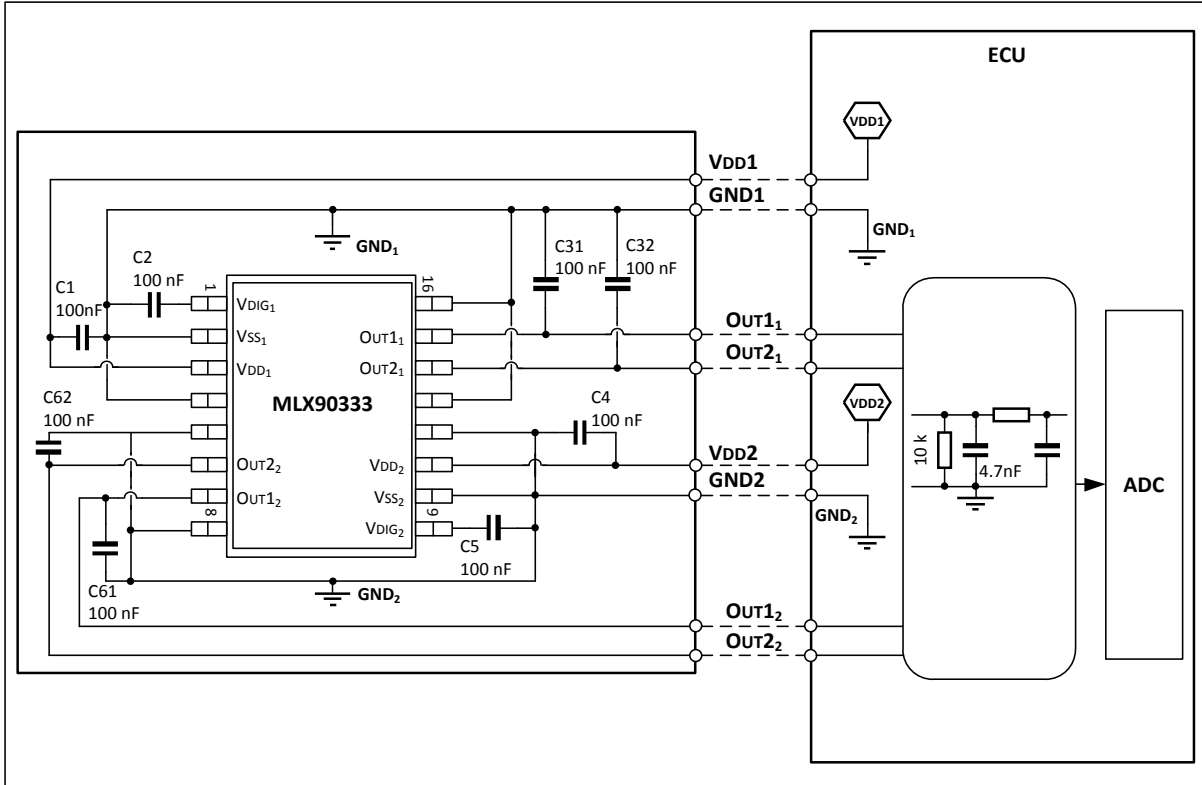 ECU
VDD1
VDD1
GND1
GND₁
GND₁
C2
100 nF
C1
100nF
C31
100 nF
C32
100 nF
1
16
VDIG₁
VSS₁
VDD₁
OUT1₁
OUT2₁
MLX90333
OUT1₁
OUT2₁
C62
100 nF
C4
100 nF
VDD2
VDD2
GND2
GND₂
OUT2₂
OUT1₂
8
VDD₂
VSS₂
VDIG₂
9
C5
100 nF
C61
100 nF
GND₂
10 k
4.7nF
ADC
OUT1₂
OUT2₂